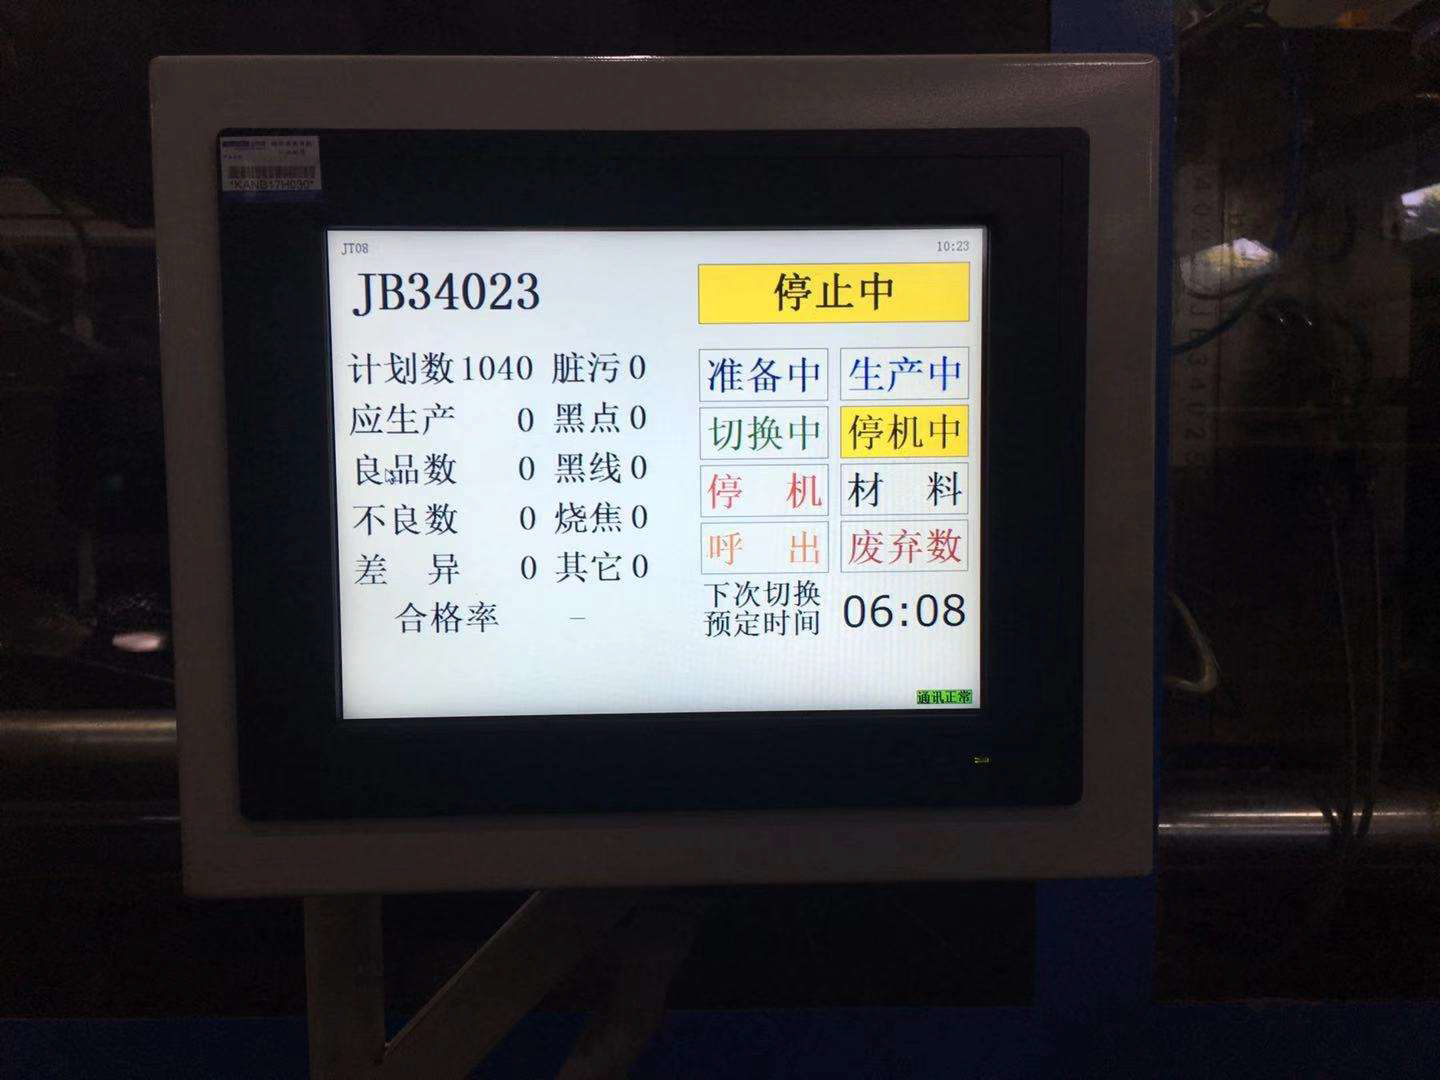 *KANB17H030*
JT08 10:23
JB34023 停止中
计划数 1040 脏污 0 准备中 生产中
应生产 0 黑点 0 切换中 停机中
良品数 0 黑线 0 停 机 材 料
不良数 0 烧焦 0 呼 出 废弃数
差 异 0 其它 0
合格率 –
下次切换
预定时间 06:08
通讯正常